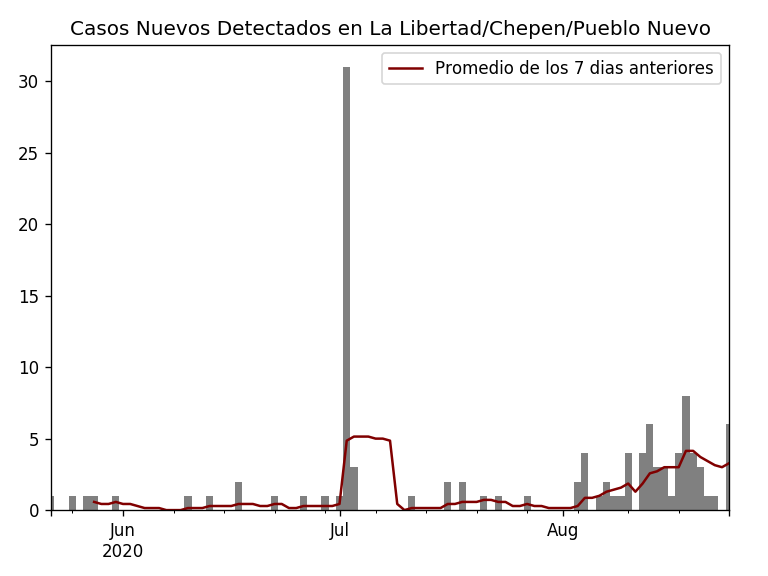 Casos Nuevos Detectados en La Libertad/Chepen/Pueblo Nuevo
Promedio de los 7 dias anteriores
30
25
20
15
10
5
0
Jun
2020
Jul
Aug